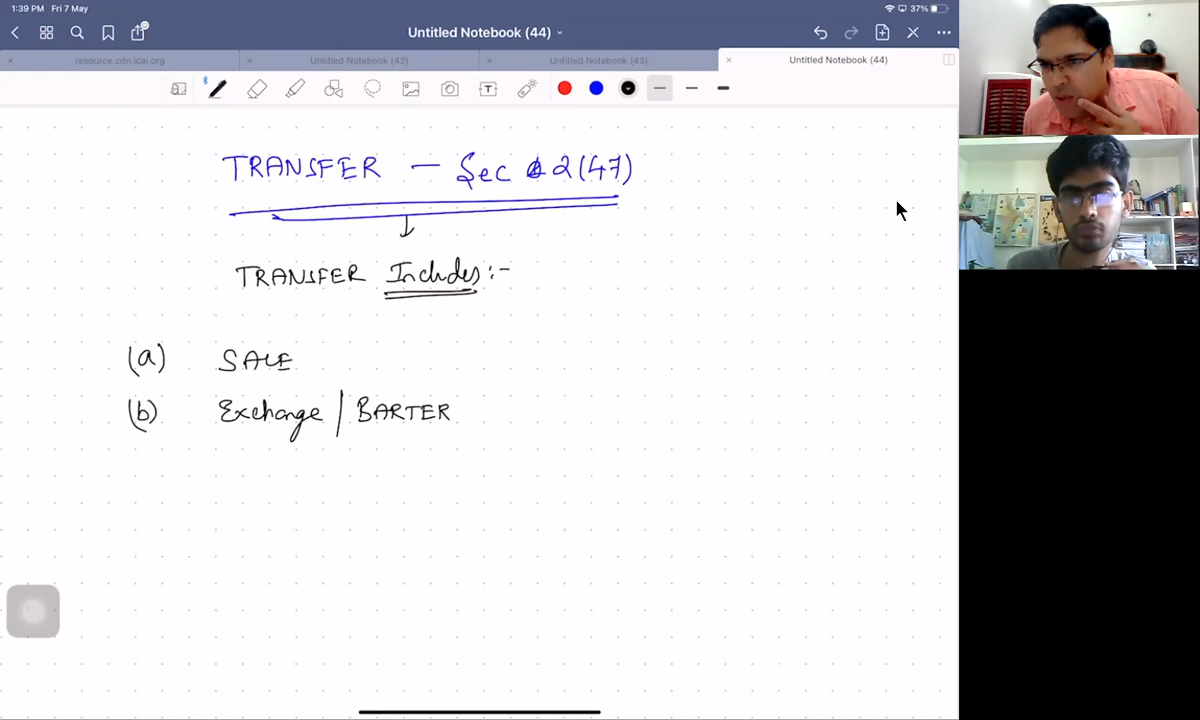 1:39 PM Fri 7 May
37%
Untitled Notebook (44)
resource.cdn.icai.org
Untitled Notebook (42)
Untitled Notebook (43)
Untitled Notebook (44)
TRANSFER — Sec 2(47)
TRANSFER Includes:-
(a) SALE
(b) Exchange / BARTER